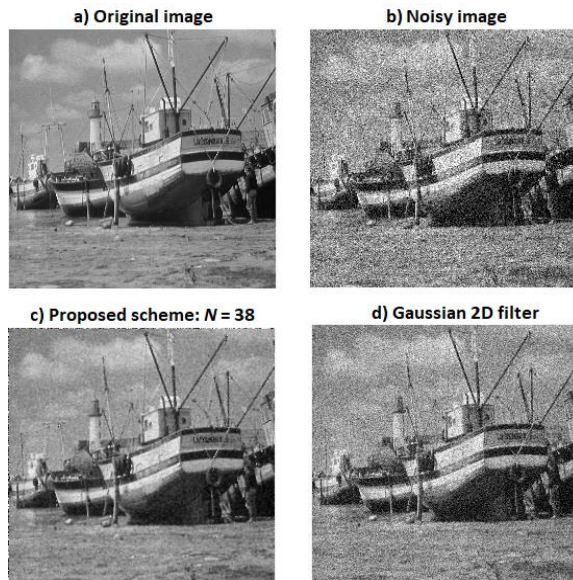 a) Original image
b) Noisy image
c) Proposed scheme: N = 38
d) Gaussian 2D filter